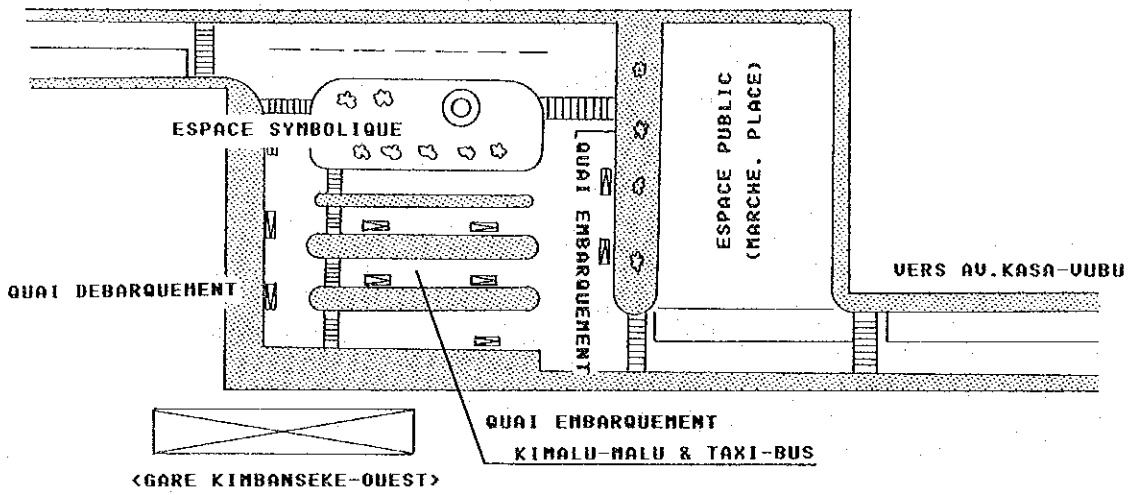 ESPACE SYMBOLIQUE
QUAI EMBARQUEMENT
ESPACE PUBLIC
(MARCHE. PLACE)
VERS AV.KASA-VUBU
QUAI DEBARQUEMENT
QUAI EMBARQUEMENT
KIMALU-MALU & TAXI-BUS
<GARE KIMBANSEKE-OUEST>